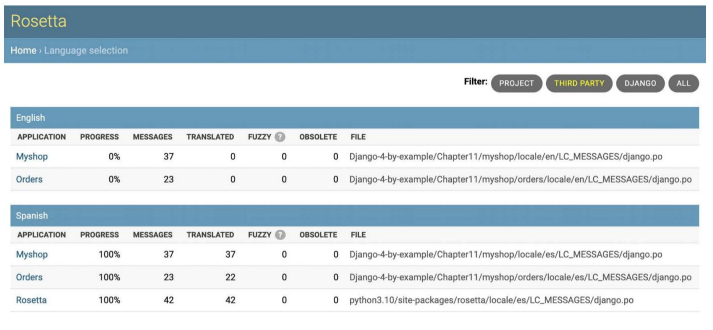 Rosetta
Home › Language selection
Filter: PROJECT THIRD PARTY DJANGO ALL
English
APPLICATION PROGRESS MESSAGES TRANSLATED FUZZY ? OBSOLETE FILE
Myshop 0% 37 0 0 0 Django-4-by-example/Chapter11/myshop/locale/en/LC_MESSAGES/django.po
Orders 0% 23 0 0 0 Django-4-by-example/Chapter11/myshop/orders/locale/en/LC_MESSAGES/django.po
Spanish
APPLICATION PROGRESS MESSAGES TRANSLATED FUZZY ? OBSOLETE FILE
Myshop 100% 37 37 0 0 Django-4-by-example/Chapter11/myshop/locale/es/LC_MESSAGES/django.po
Orders 100% 23 22 0 0 Django-4-by-example/Chapter11/myshop/orders/locale/es/LC_MESSAGES/django.po
Rosetta 100% 42 42 0 0 python3.10/site-packages/rosetta/locale/es/LC_MESSAGES/django.po